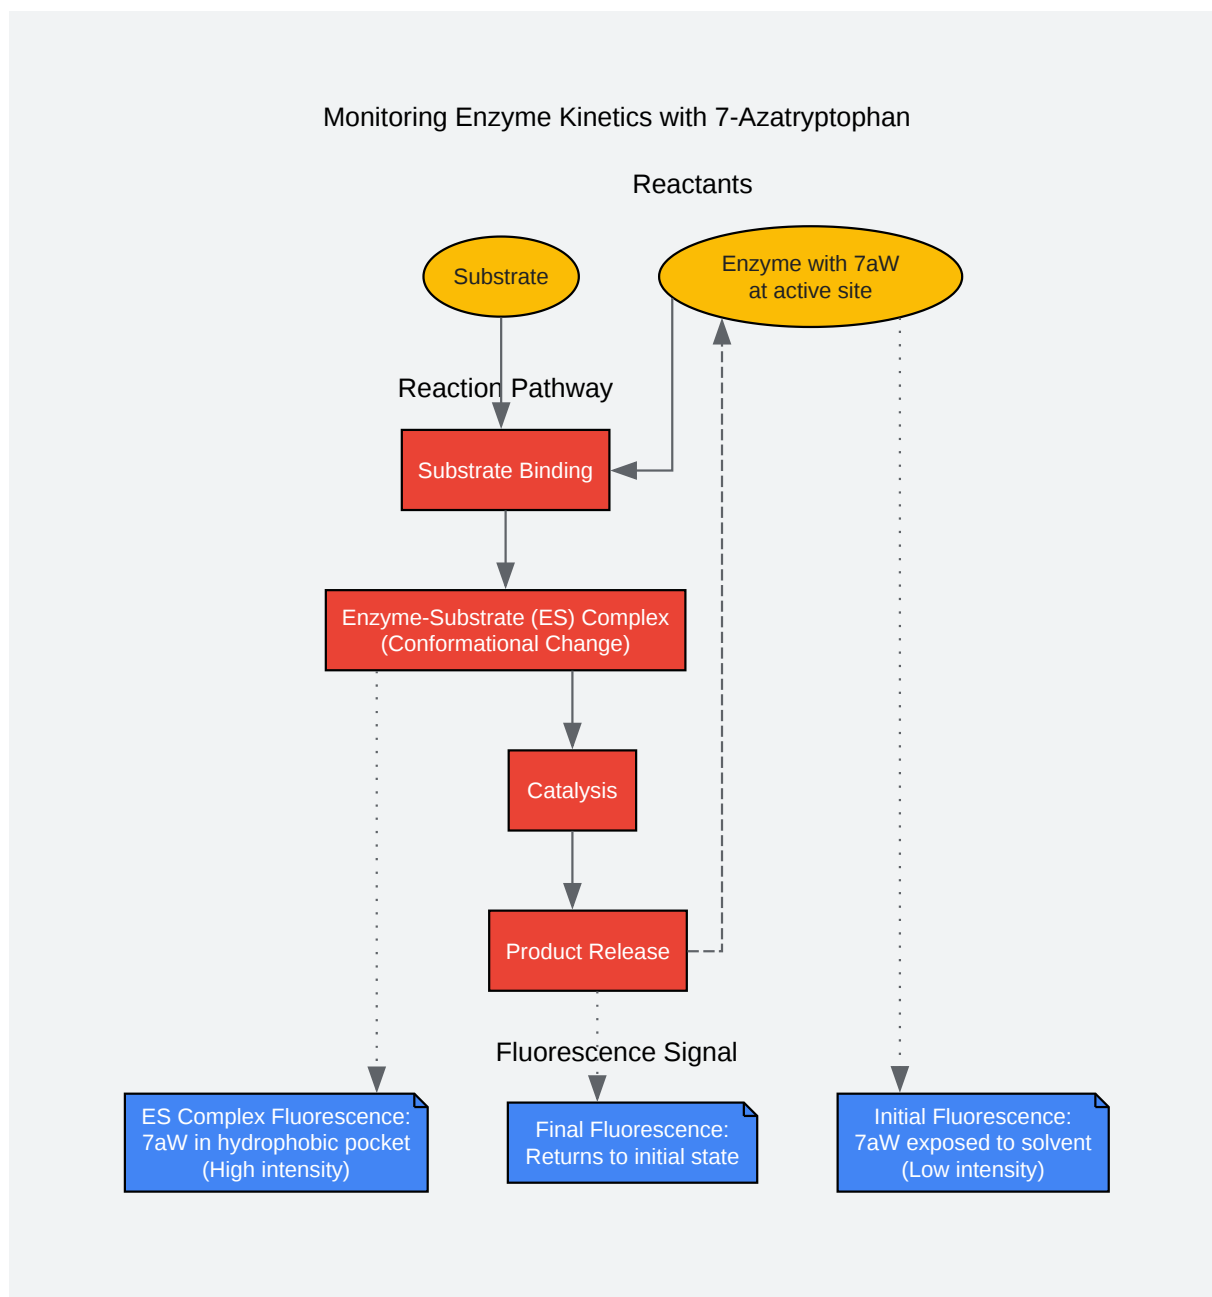 Monitoring Enzyme Kinetics with 7-Azatryptophan
Reactants
Substrate
Enzyme with 7aW
at active site
Reaction Pathway
Substrate Binding
Enzyme-Substrate (ES) Complex
(Conformational Change)
Catalysis
Product Release
Fluorescence Signal
ES Complex Fluorescence:
7aW in hydrophobic pocket
(High intensity)
Final Fluorescence:
Returns to initial state
Initial Fluorescence:
7aW exposed to solvent
(Low intensity)